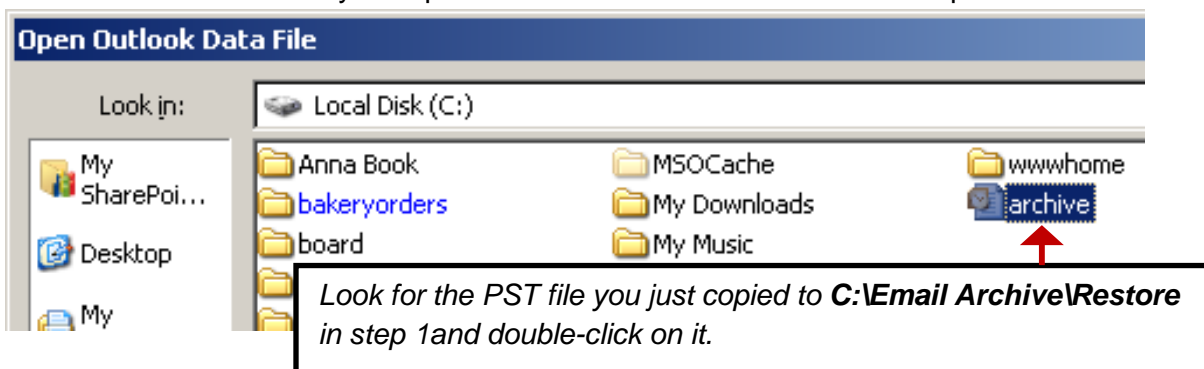 Open Outlook Data File
Look in:
Local Disk (C:)
My
SharePoi...
Desktop
My
Anna Book
bakeryorders
board
MSOCache
My Downloads
My Music
wwwhome
archive
Look for the PST file you just copied to C:\Email Archive\Restore
in step 1and double-click on it.